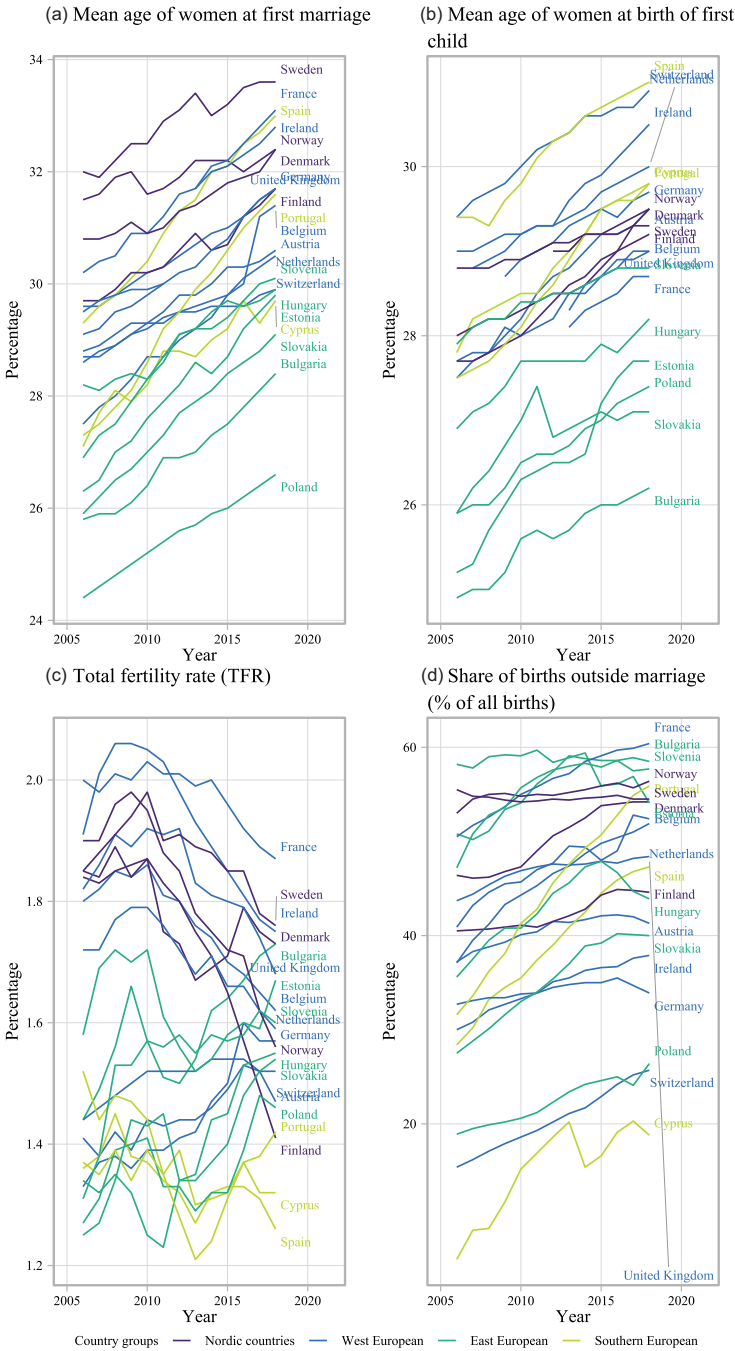 (a) Mean age of women at first marriage
34
32
30
28
26
24
Percentage
Sweden
France
Spain
Ireland
Norway
Denmark
Germany
United Kingdom
Finland
Portugal
Belgium
Austria
Netherlands
Slovenia
Switzerland
Hungary
Estonia
Cyprus
Slovakia
Bulgaria
Poland
2005 2010 2015 2020
Year
(b) Mean age of women at birth of first
child
30
28
26
Percentage
Spain
Switzerland
Netherlands
Ireland
Cyprus
Portugal
Germany
Norway
Denmark
Austria
Sweden
Finland
Belgium
United Kingdom
Slovenia
France
Hungary
Estonia
Poland
Slovakia
Bulgaria
2005 2010 2015 2020
Year
(c) Total fertility rate (TFR)
2.0
1.8
1.6
1.4
1.2
Percentage
France
Sweden
Ireland
Denmark
Bulgaria
United Kingdom
Estonia
Belgium
Slovenia
Netherlands
Germany
Norway
Hungary
Slovakia
Switzerland
Austria
Poland
Portugal
Finland
Cyprus
Spain
2005 2010 2015 2020
Year
(d) Share of births outside marriage
(% of all births)
60
40
20
Percentage
France
Bulgaria
Slovenia
Norway
Portugal
Sweden
Denmark
Estonia
Belgium
Netherlands
Spain
Finland
Hungary
Austria
Slovakia
Ireland
Germany
Poland
Switzerland
Cyprus
United Kingdom
2005 2010 2015 2020
Year
Country groups Nordic countries West European East European Southern European